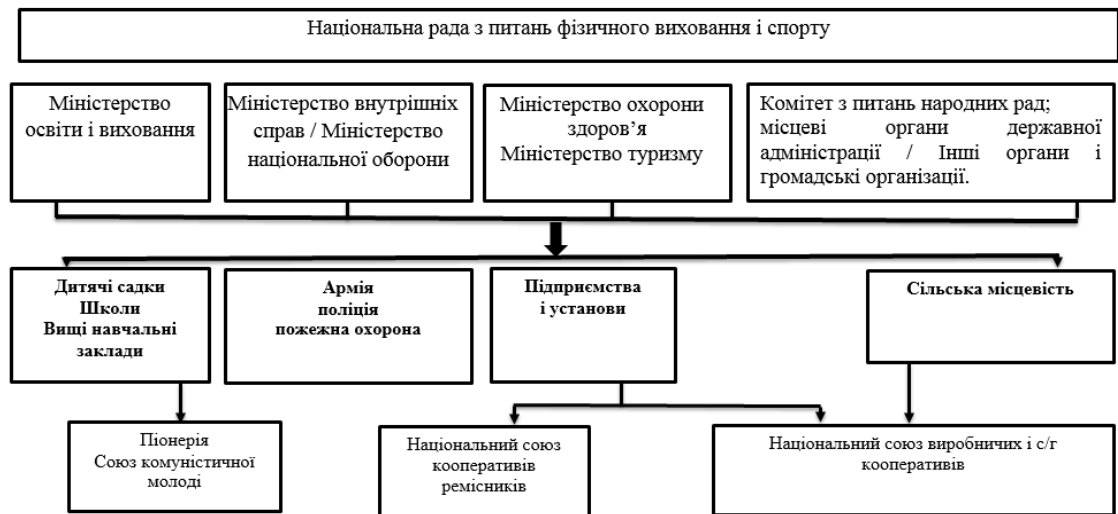 Національна рада з питань фізичного виховання і спорту
Міністерство
освіти і виховання
Міністерство внутрішніх
справ / Міністерство
національної оборони
Міністерство охорони
здоров’я
Міністерство туризму
Комітет з питань народних рад;
місцеві органи державної
адміністрації / Інші органи і
громадські організації.
Дитячі садки
Школи
Вищі навчальні
заклади
Армія
поліція
пожежна охорона
Підприємства
і установи
Сільська місцевість
Піонерія
Союз комуністичної
молоді
Національний союз
кооперативів
ремісників
Національний союз виробничих і с/г
кооперативів